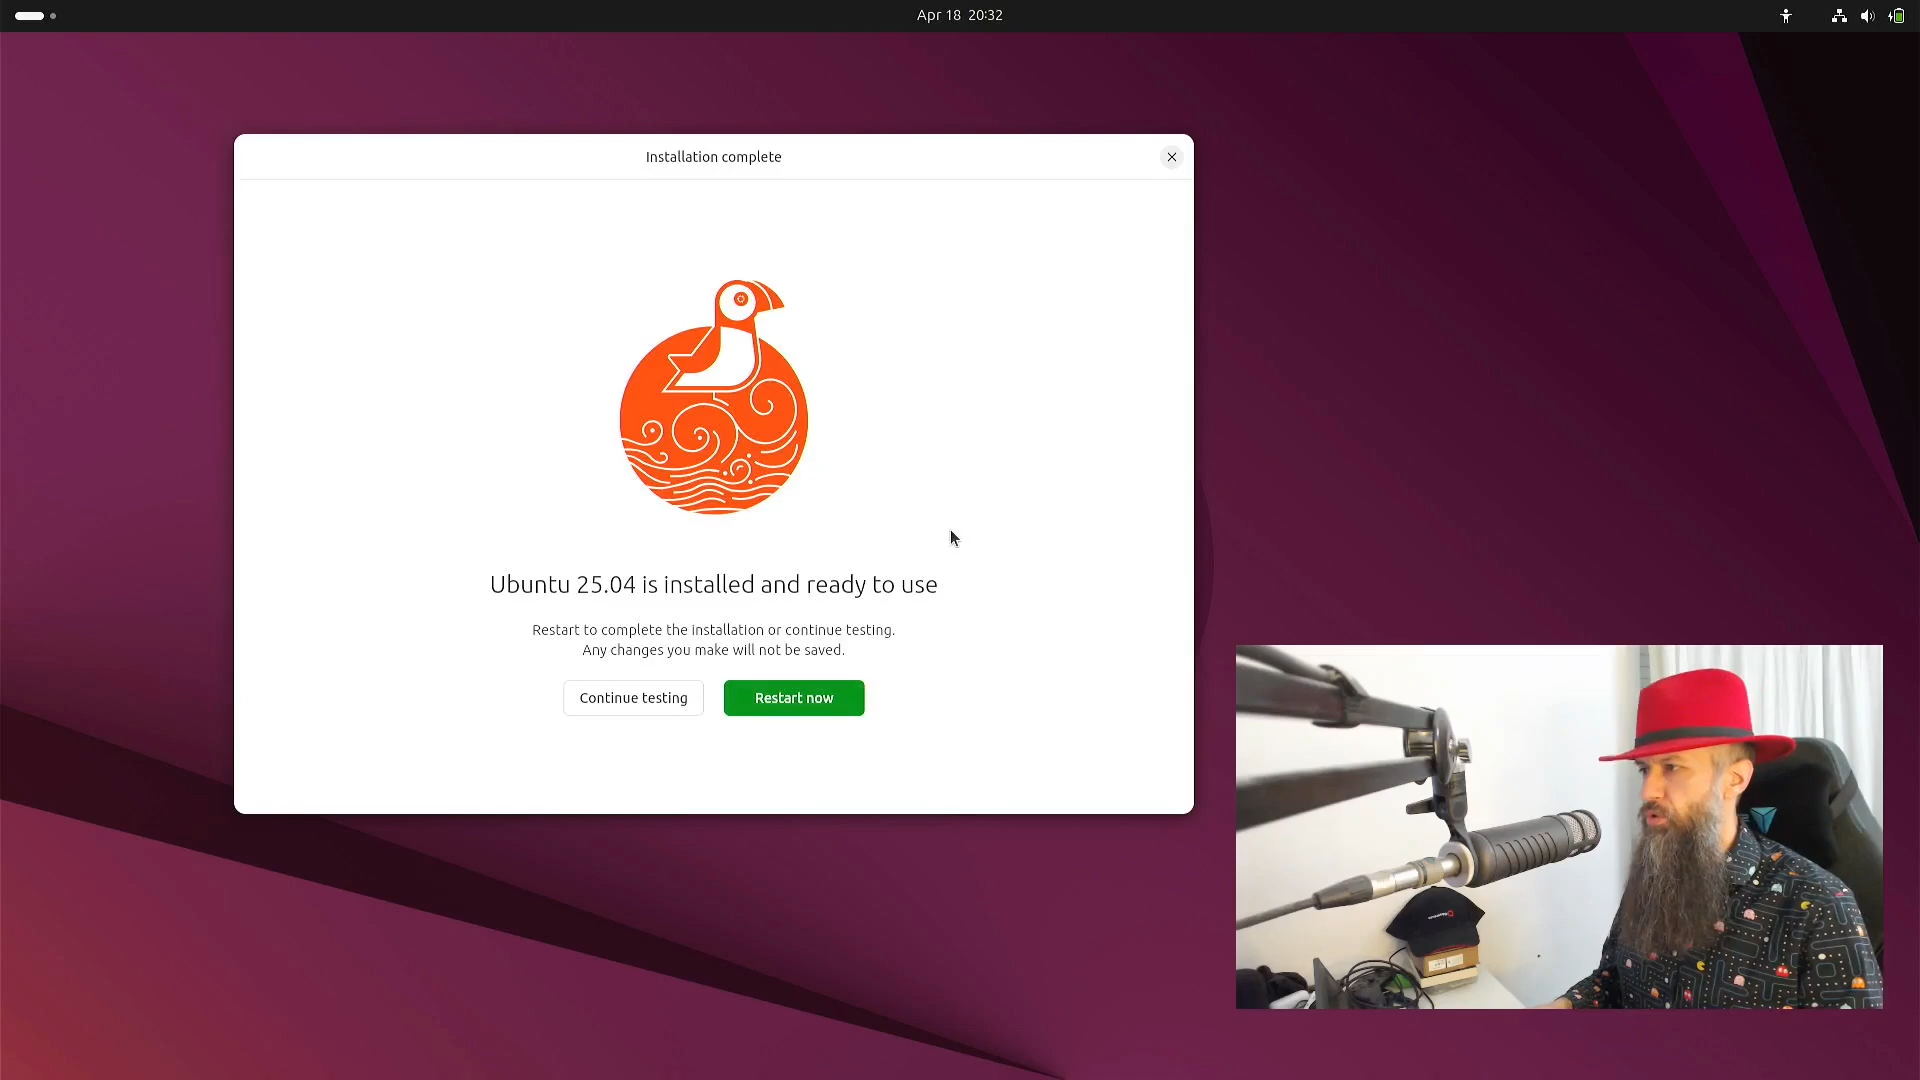 Apr 18 20:32
Installation complete
Ubuntu 25.04 is installed and ready to use
Restart to complete the installation or continue testing.
Any changes you make will not be saved.
Continue testing
Restart now